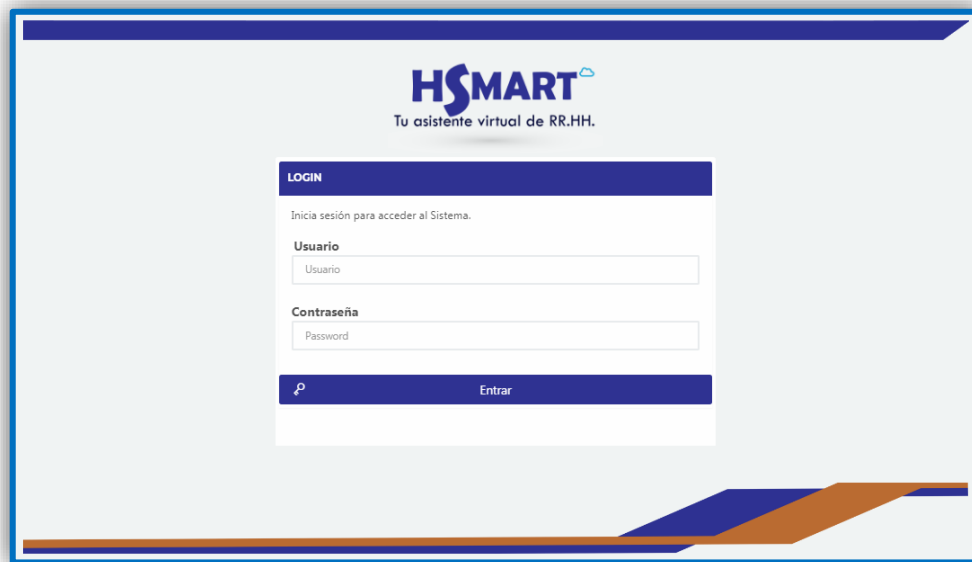 HSMART
Tu asistente virtual de RR.HH.
LOGIN
Inicia sesión para acceder al Sistema.
Usuario
Usuario
Contraseña
Password
Entrar